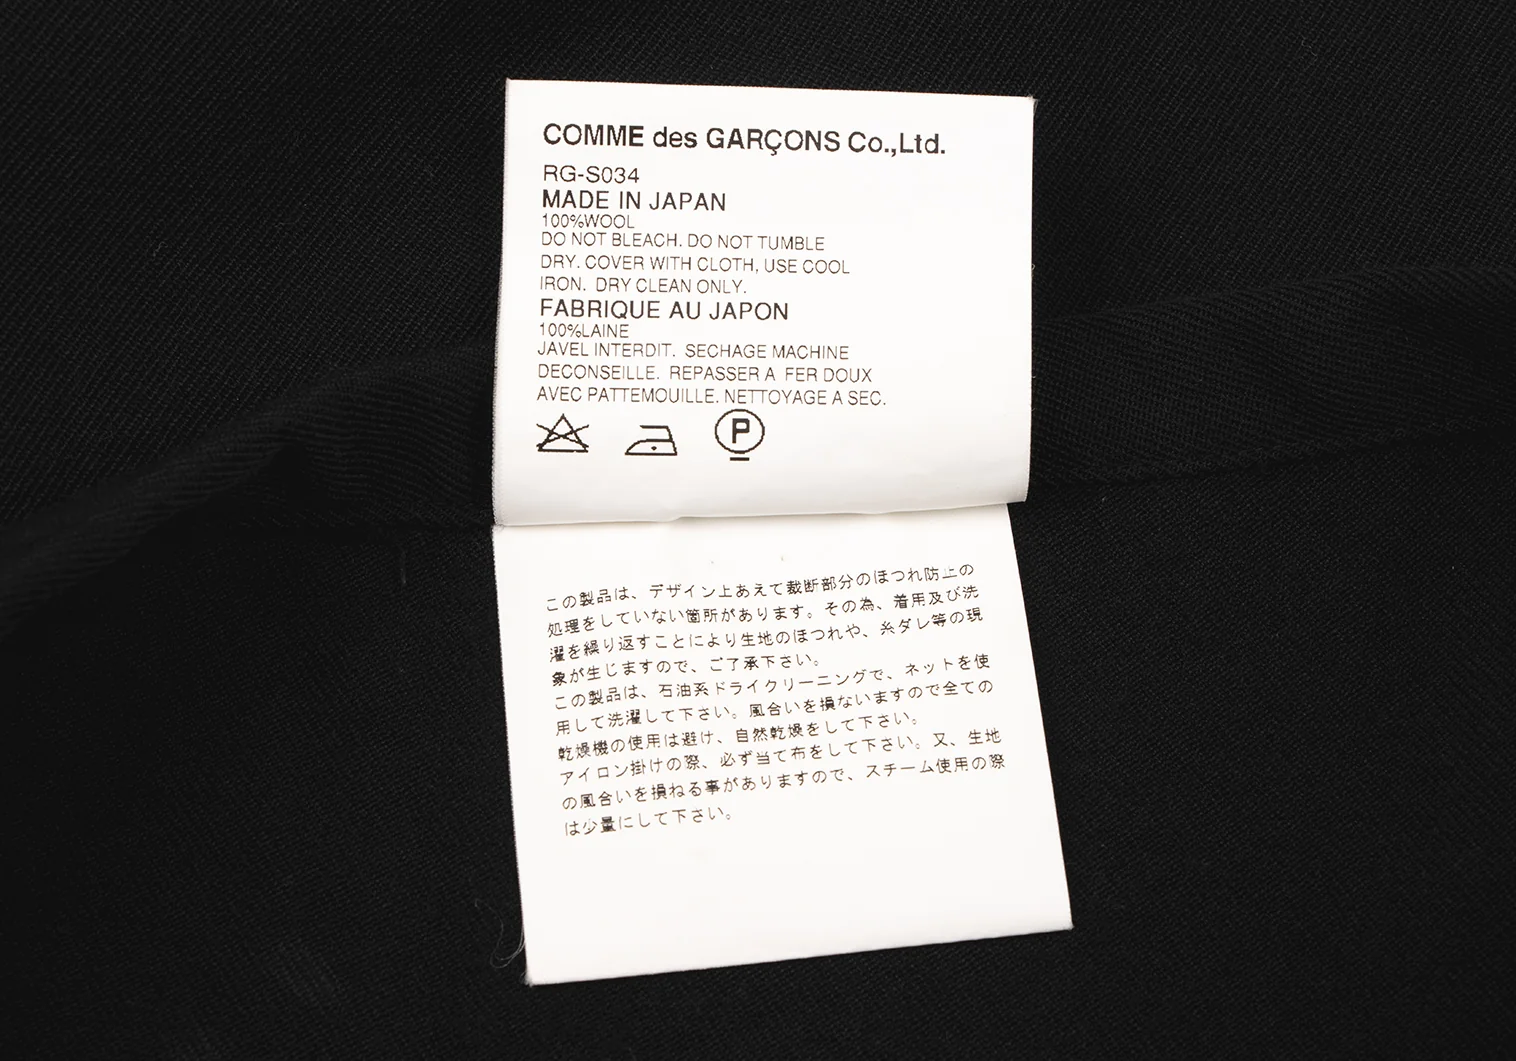 COMME des GARÇONS Co.,Ltd.
RG-S034
MADE IN JAPAN
100%WOOL
DO NOT BLEACH. DO NOT TUMBLE
DRY. COVER WITH CLOTH, USE COOL
IRON. DRY CLEAN ONLY.
FABRIQUE AU JAPON
100%LAINE
JAVEL INTERDIT. SECHAGE MACHINE
DECONSEILLE. REPASSER A FER DOUX
AVEC PATTEMOUILLE. NETTOYAGE A SEC.
P
この製品は、デザイン上あえて裁断部分のほつれ防止の
処理をしていない箇所があります。その為、着用及び洗
濯を繰り返すことにより生地のほつれや、糸ダレ等の現
象が生じますので、ご了承下さい。
この製品は、石油系ドライクリーニングで、ネットを使
用して洗濯して下さい。風合いを損ないますので全ての
乾燥機の使用は避け、自然乾燥をして下さい。
アイロン掛けの際、必ず当て布をして下さい。又、生地
の風合いを損ねる事がありますので、スチーム使用の際
は少量にして下さい。